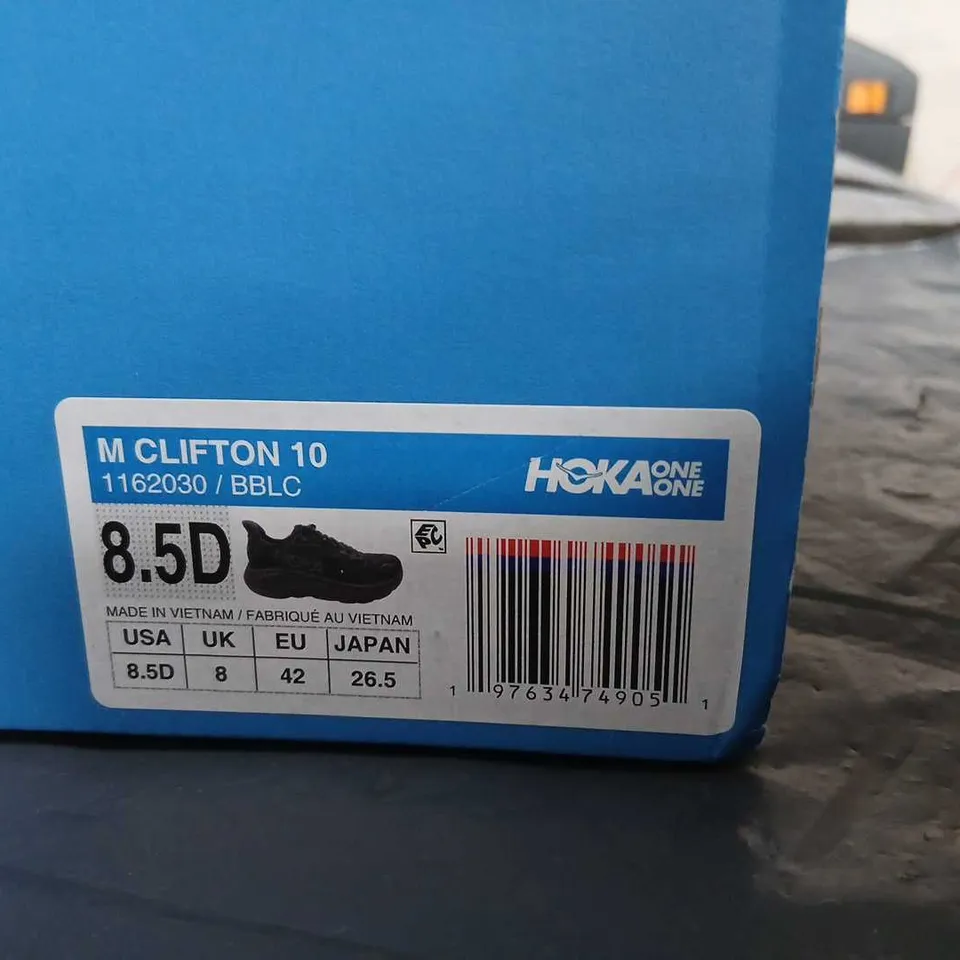 M CLIFTON 10
1162030 / BBLC
HOKA ONE ONE
8.5D
EPC
MADE IN VIETNAM / FABRIQUÉ AU VIETNAM
USA UK EU JAPAN
8.5D 8 42 26.5
1 97634 74905 1